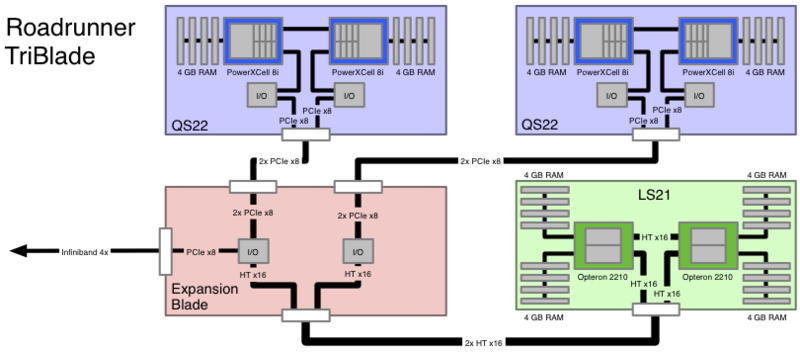 Roadrunner
TriBlade
4 GB RAM
PowerXCell 8i
PowerXCell 8i
4 GB RAM
I/O
I/O
PCIe x8
PCIe x8
QS22
4 GB RAM
PowerXCell 8i
PowerXCell 8i
4 GB RAM
I/O
I/O
PCIe x8
PCIe x8
QS22
2x PCIe x8
2x PCIe x8
2x PCIe x8
2x PCIe x8
Infiniband 4x
PCIe x8
I/O
I/O
HT x16
HT x16
Expansion
Blade
4 GB RAM
4 GB RAM
LS21
HT x16
Opteron 2210
Opteron 2210
HT x16
HT x16
4 GB RAM
4 GB RAM
2x HT x16